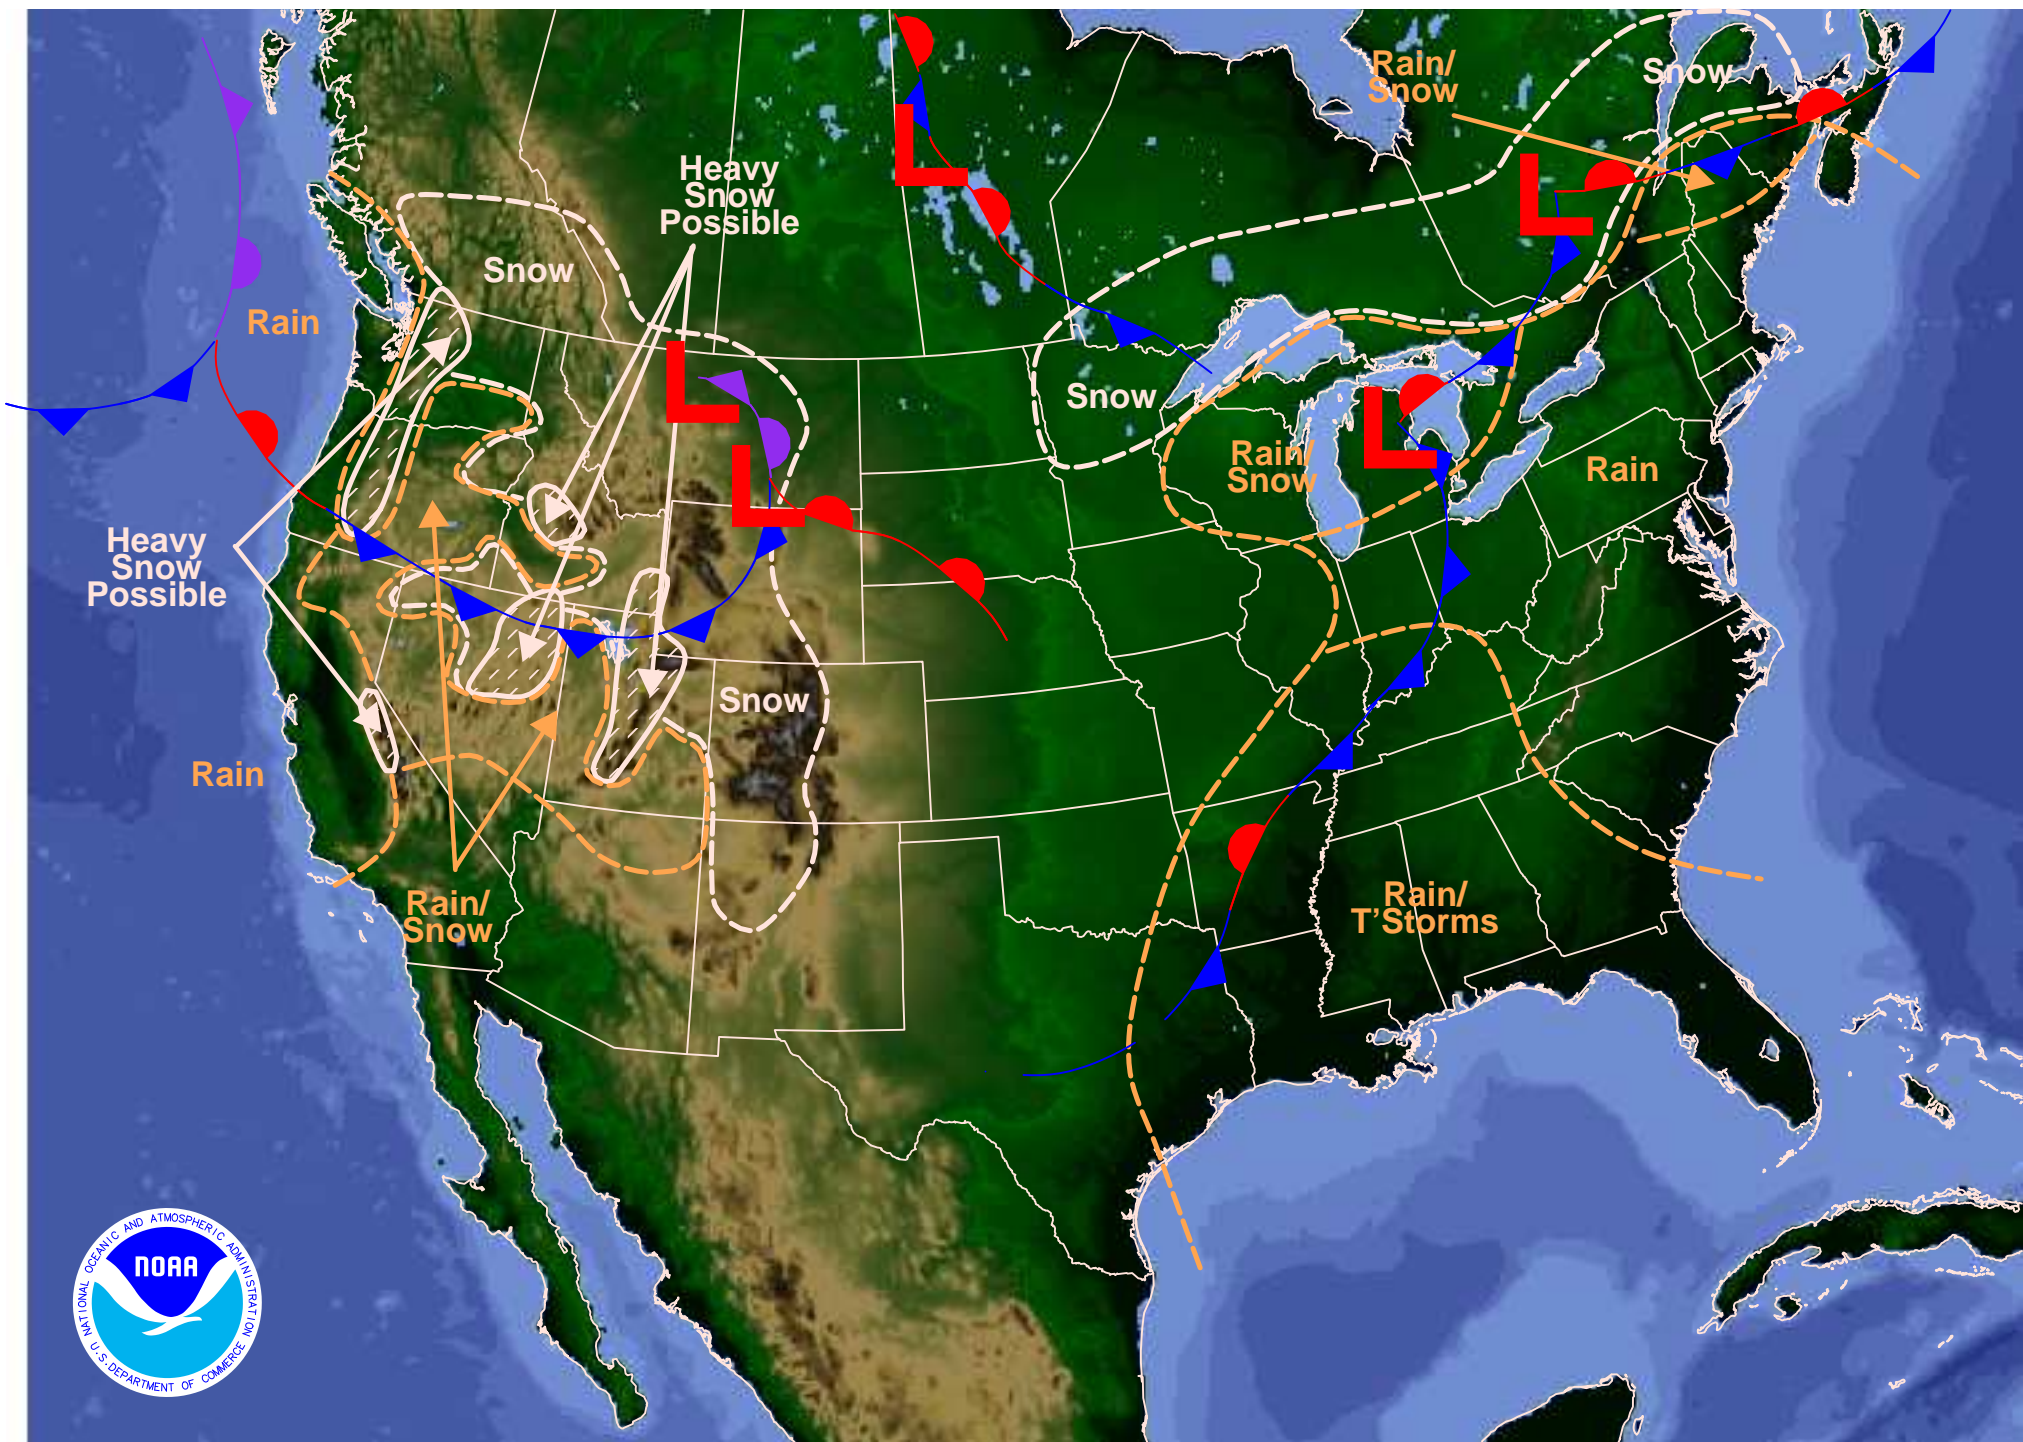 Rain/
Snow
Snow
Heavy
Snow
Possible
Snow
Rain
Snow
Rain/
Snow
Rain
Heavy
Snow
Possible
Snow
Rain
Rain/
Snow
Rain/
T'Storms
L
L
L
L
L
NATIONAL OCEANIC AND ATMOSPHERIC ADMINISTRATION
NOAA
U.S. DEPARTMENT OF COMMERCE